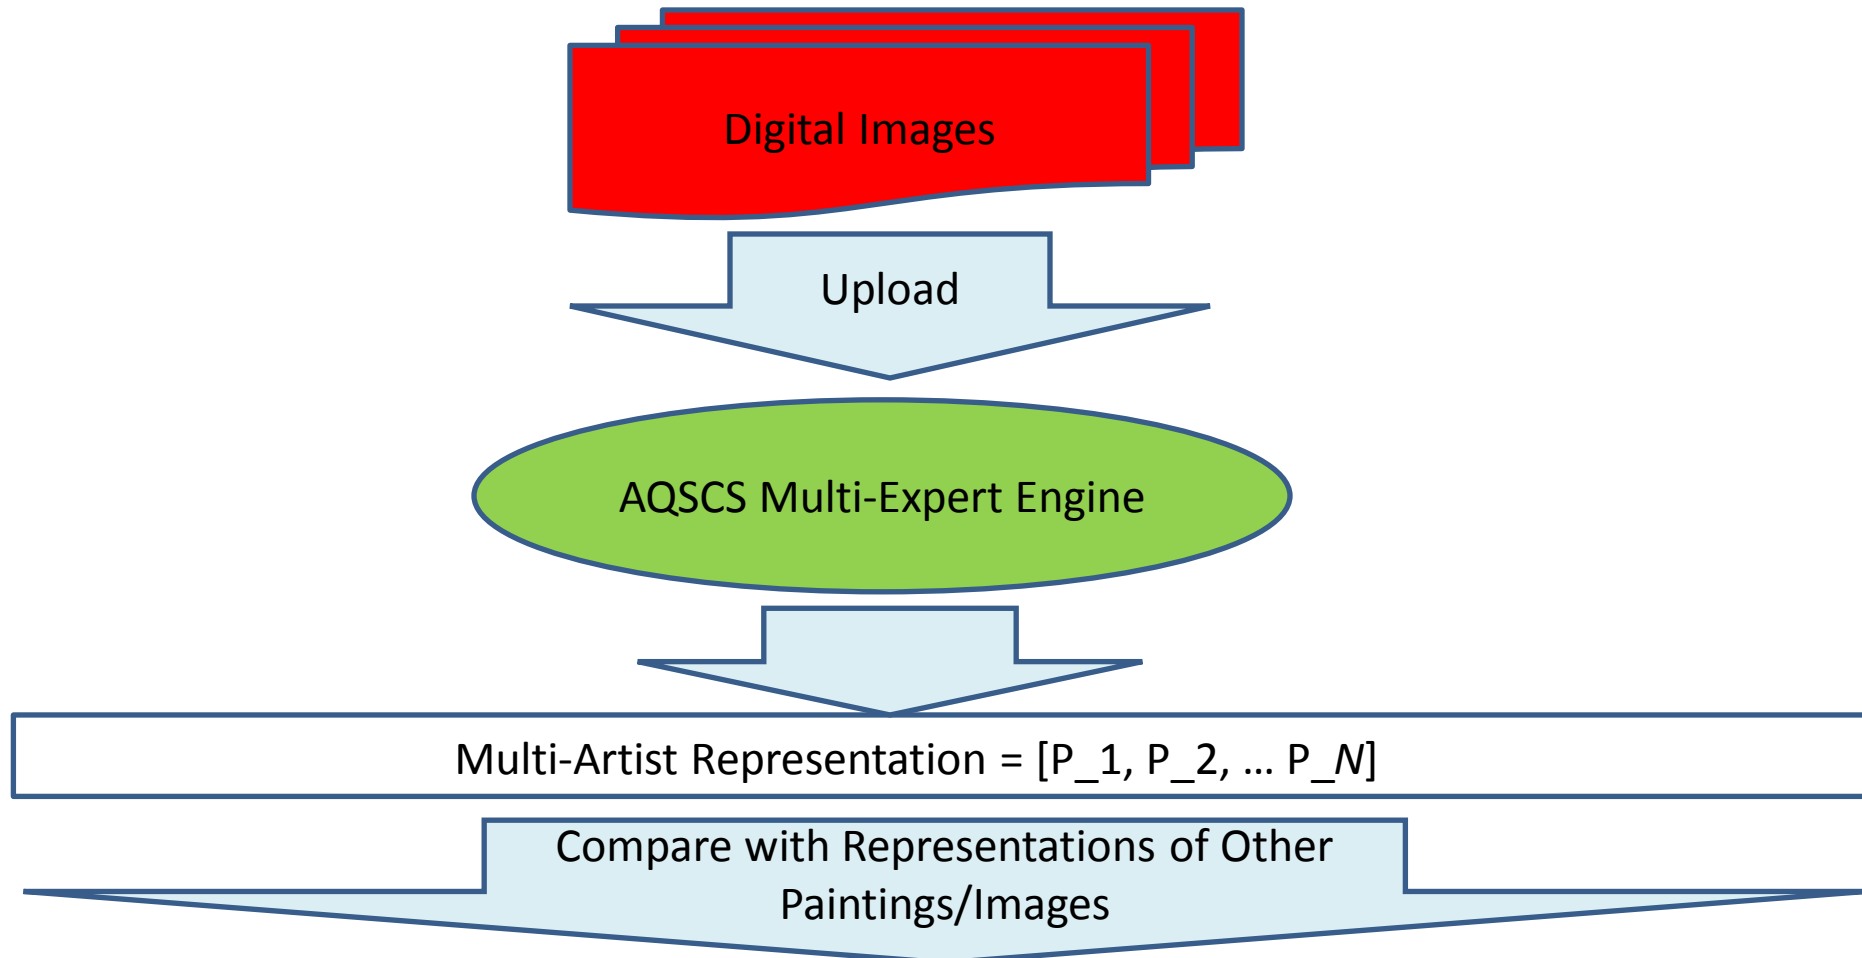 Digital Images
Upload
AQSCS Multi-Expert Engine
Multi-Artist Representation = [P_1, P_2, … P_N]
Compare with Representations of Other
Paintings/Images